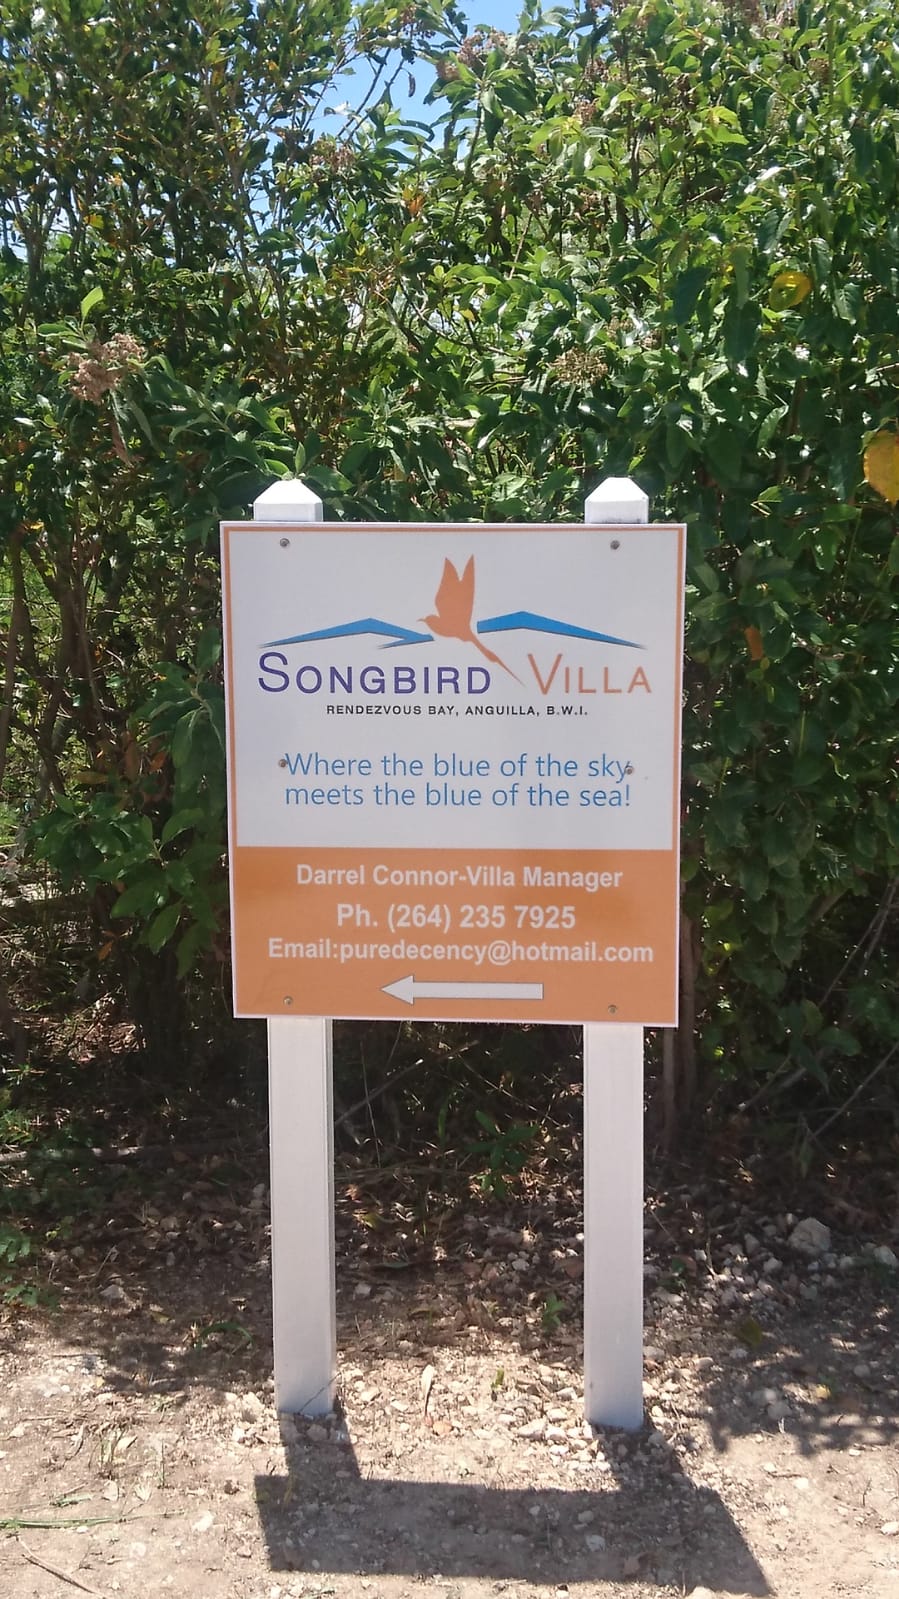 SONGBIRD VILLA
RENDEZVOUS BAY, ANGUILLA, B.W.I.
Where the blue of the sky
meets the blue of the sea!
Darrel Connor-Villa Manager
Ph. (264) 235 7925
Email:puredecency@hotmail.com